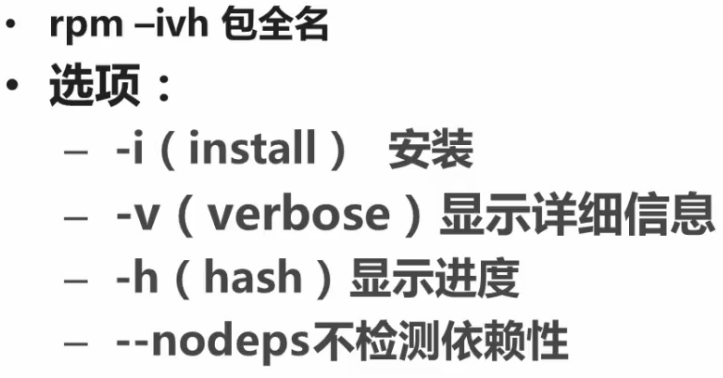 • rpm –ivh 包全名
• 选项：
– -i（install） 安装
– -v（verbose）显示详细信息
– -h（hash）显示进度
– --nodeps不检测依赖性